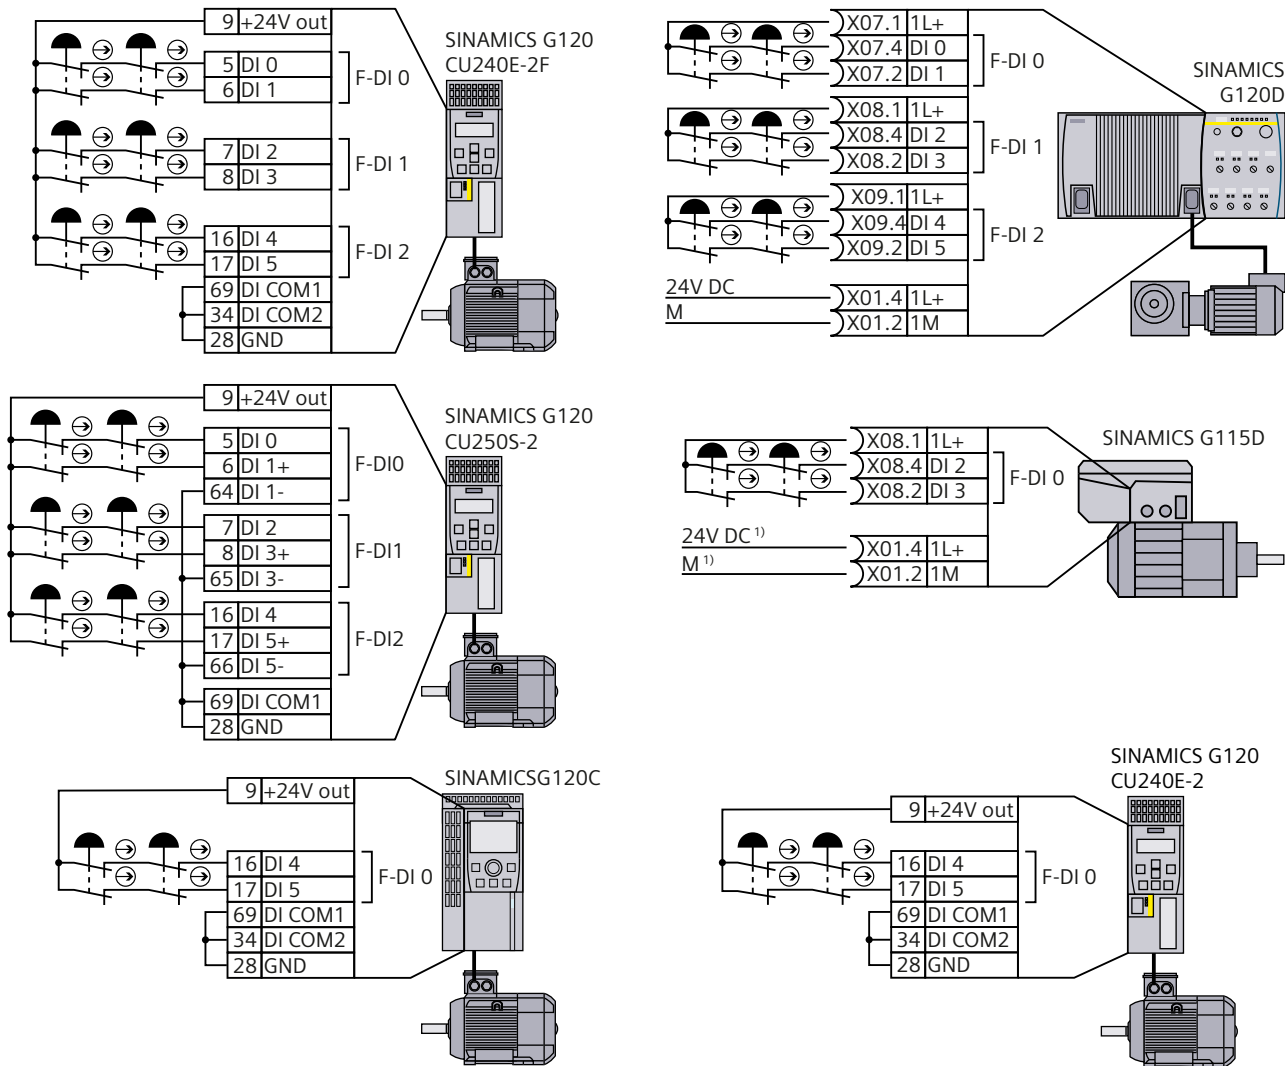 9 +24V out
5 DI 0
6 DI 1
F-DI 0
7 DI 2
8 DI 3
F-DI 1
16 DI 4
17 DI 5
F-DI 2
69 DI COM1
34 DI COM2
28 GND
SINAMICS G120
CU240E-2F
X07.1 1L+
X07.4 DI 0
X07.2 DI 1
F-DI 0
X08.1 1L+
X08.4 DI 2
X08.2 DI 3
F-DI 1
X09.1 1L+
X09.4 DI 4
X09.2 DI 5
F-DI 2
24V DC
X01.4 1L+
M
X01.2 1M
SINAMICS
G120D
9 +24V out
5 DI 0
6 DI 1+
64 DI 1-
F-DI0
7 DI 2
8 DI 3+
65 DI 3-
F-DI1
16 DI 4
17 DI 5+
66 DI 5-
F-DI2
69 DI COM1
28 GND
SINAMICS G120
CU250S-2
X08.1 1L+
X08.4 DI 2
X08.2 DI 3
F-DI 0
24V DC 1)
X01.4 1L+
M 1)
X01.2 1M
SINAMICS G115D
9 +24V out
16 DI 4
17 DI 5
F-DI 0
69 DI COM1
34 DI COM2
28 GND
SINAMICSG120C
9 +24V out
16 DI 4
17 DI 5
F-DI 0
69 DI COM1
34 DI COM2
28 GND
SINAMICS G120
CU240E-2